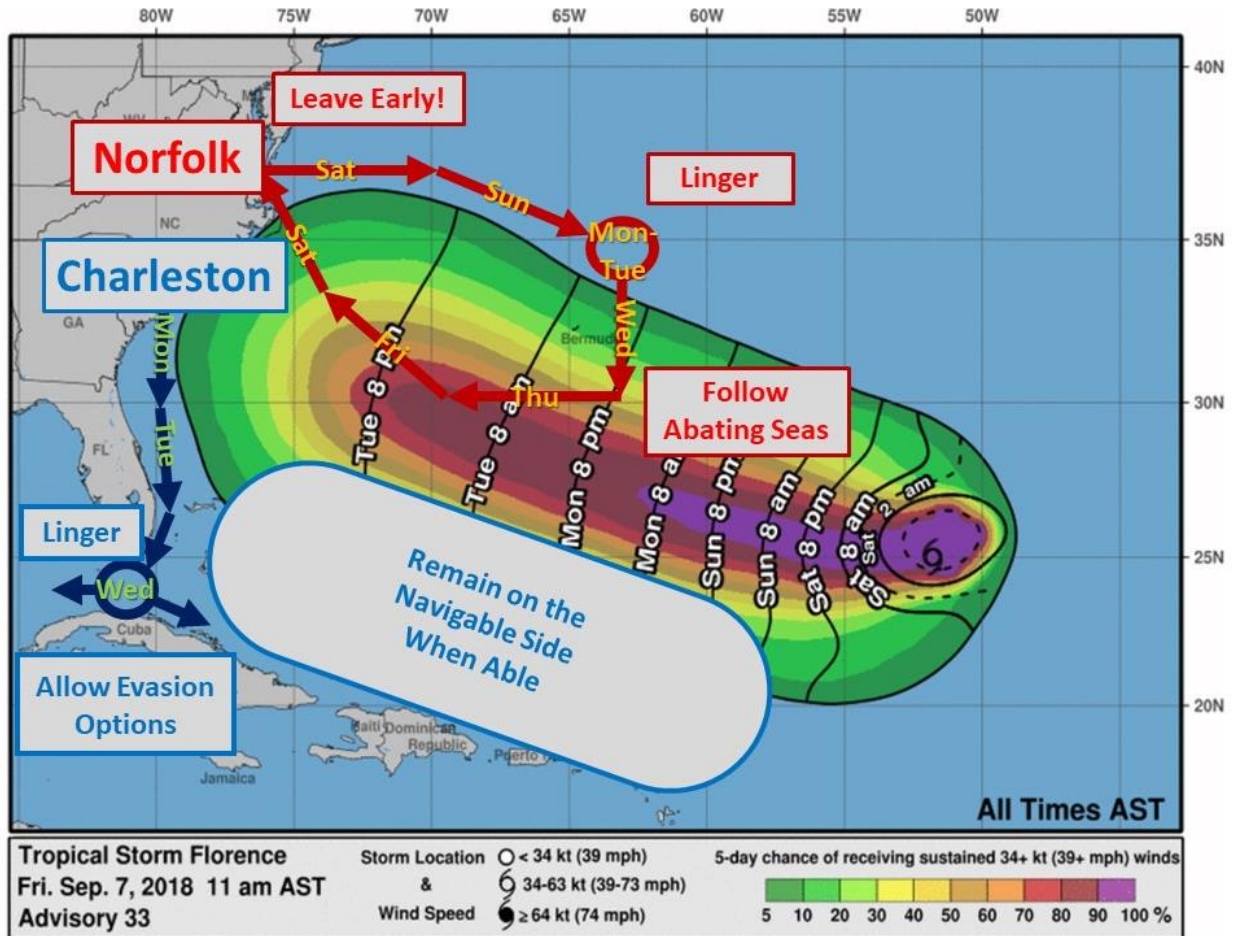 80W 75W 70W 65W 60W 55W 50W
40N
35N
30N
25N
20N
Leave Early!
Norfolk
Sat
Sun
Linger
Mon-
Tue
Wed
Thu
Fri
Sat
WV
NC
Charleston
GA
Mon
Tue
FL
Linger
Wed
Cuba
Allow Evasion
Options
Bermuda
Follow
Abating Seas
Tue 8 pm
Tue 8 am
Mon 8 pm
Mon 8 a
Sun 8 pm
Sun 8 am
Sat 8 pm
Sat 8 am
Sat 2 am
Remain on the
Navigable Side
When Able
Haiti Dominican
Republic
Puerto
Jamaica
All Times AST
Tropical Storm Florence
Fri. Sep. 7, 2018 11 am AST
Advisory 33
Storm Location
&
Wind Speed
< 34 kt (39 mph)
34-63 kt (39-73 mph)
≥ 64 kt (74 mph)
5-day chance of receiving sustained 34+ kt (39+ mph) winds
5 10 20 30 40 50 60 70 80 90 100 %